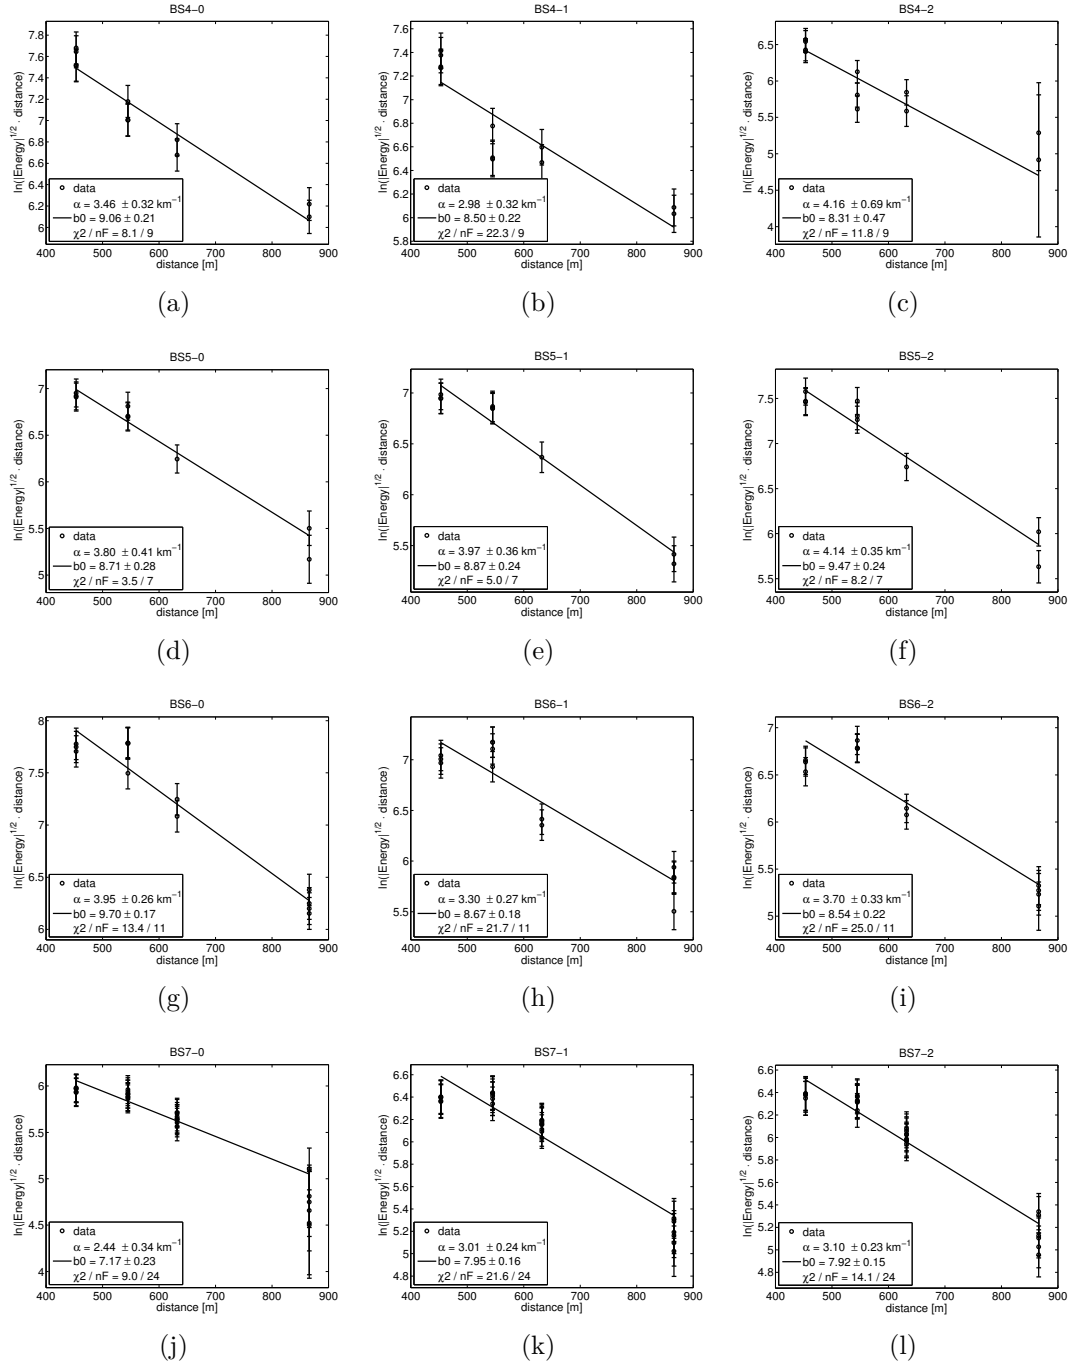 BS4−0
7.8
7.6
7.4
7.2
7
6.8
6.6
6.4
6.2
6
ln(|Energy|^1/2 · distance)
data
α = 3.46 ± 0.32 km^−1
b0 = 9.06 ± 0.21
χ2 / nF = 8.1 / 9
400 500 600 700 800 900
distance [m]
(a)
BS4−1
7.4
7.2
7
6.8
6.6
6.4
6.2
6
5.8
ln(|Energy|^1/2 · distance)
data
α = 2.98 ± 0.32 km^−1
b0 = 8.50 ± 0.22
χ2 / nF = 22.3 / 9
400 500 600 700 800 900
distance [m]
(b)
BS4−2
6.5
6
5.5
5
4.5
4
ln(|Energy|^1/2 · distance)
data
α = 4.16 ± 0.69 km^−1
b0 = 8.31 ± 0.47
χ2 / nF = 11.8 / 9
400 500 600 700 800 900
distance [m]
(c)
BS5−0
7
6.5
6
5.5
5
ln(|Energy|^1/2 · distance)
data
α = 3.80 ± 0.41 km^−1
b0 = 8.71 ± 0.28
χ2 / nF = 3.5 / 7
400 500 600 700 800 900
distance [m]
(d)
BS5−1
7
6.5
6
5.5
ln(|Energy|^1/2 · distance)
data
α = 3.97 ± 0.36 km^−1
b0 = 8.87 ± 0.24
χ2 / nF = 5.0 / 7
400 500 600 700 800 900
distance [m]
(e)
BS5−2
7.5
7
6.5
6
5.5
ln(|Energy|^1/2 · distance)
data
α = 4.14 ± 0.35 km^−1
b0 = 9.47 ± 0.24
χ2 / nF = 8.2 / 7
400 500 600 700 800 900
distance [m]
(f)
BS6−0
8
7.5
7
6.5
6
ln(|Energy|^1/2 · distance)
data
α = 3.95 ± 0.26 km^−1
b0 = 9.70 ± 0.17
χ2 / nF = 13.4 / 11
400 500 600 700 800 900
distance [m]
(g)
BS6−1
7
6.5
6
5.5
ln(|Energy|^1/2 · distance)
data
α = 3.30 ± 0.27 km^−1
b0 = 8.67 ± 0.18
χ2 / nF = 21.7 / 11
400 500 600 700 800 900
distance [m]
(h)
BS6−2
7
6.5
6
5.5
5
ln(|Energy|^1/2 · distance)
data
α = 3.70 ± 0.33 km^−1
b0 = 8.54 ± 0.22
χ2 / nF = 25.0 / 11
400 500 600 700 800 900
distance [m]
(i)
BS7−0
6
5.5
5
4.5
4
ln(|Energy|^1/2 · distance)
data
α = 2.44 ± 0.34 km^−1
b0 = 7.17 ± 0.23
χ2 / nF = 9.0 / 24
400 500 600 700 800 900
distance [m]
(j)
BS7−1
6.6
6.4
6.2
6
5.8
5.6
5.4
5.2
5
4.8
ln(|Energy|^1/2 · distance)
data
α = 3.01 ± 0.24 km^−1
b0 = 7.95 ± 0.16
χ2 / nF = 21.6 / 24
400 500 600 700 800 900
distance [m]
(k)
BS7−2
6.6
6.4
6.2
6
5.8
5.6
5.4
5.2
5
4.8
ln(|Energy|^1/2 · distance)
data
α = 3.10 ± 0.23 km^−1
b0 = 7.92 ± 0.15
χ2 / nF = 14.1 / 24
400 500 600 700 800 900
distance [m]
(l)